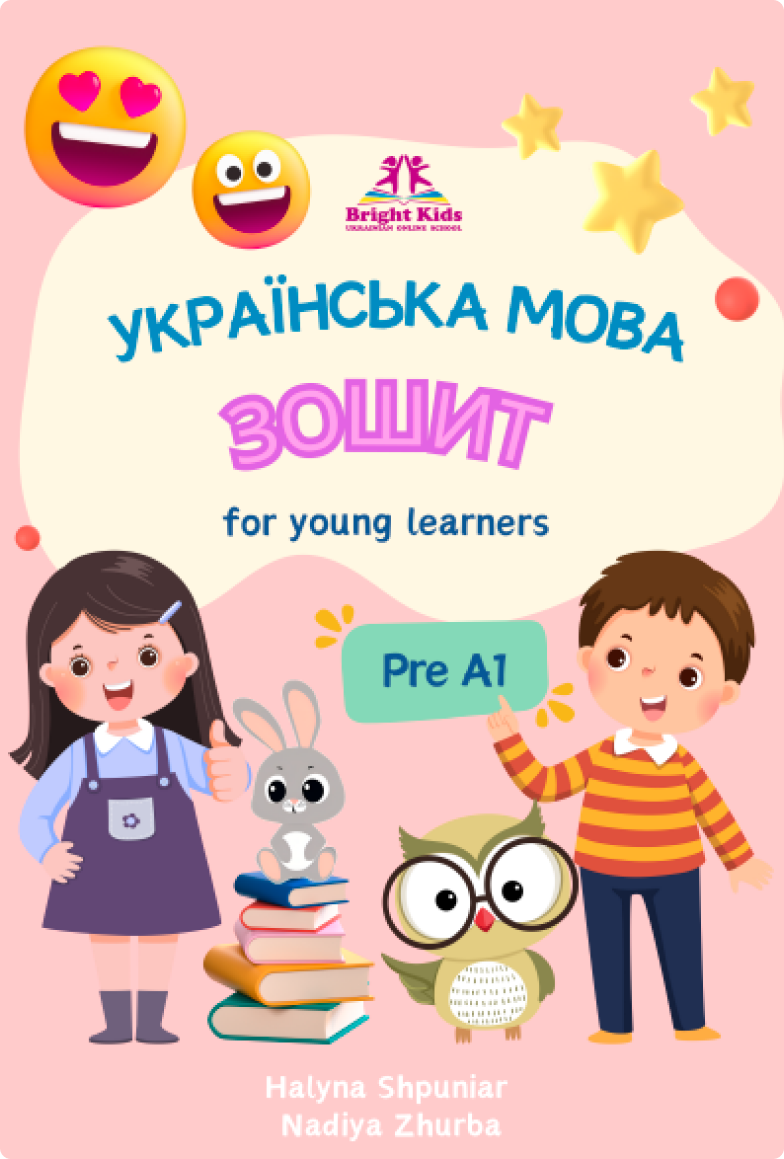 Bright Kids
UKRAINIAN ONLINE SCHOOL
УКРАЇНСЬКА МОВА
ЗОШИТ
for young learners
Pre A1
Halyna Shpuniar
Nadiya Zhurba